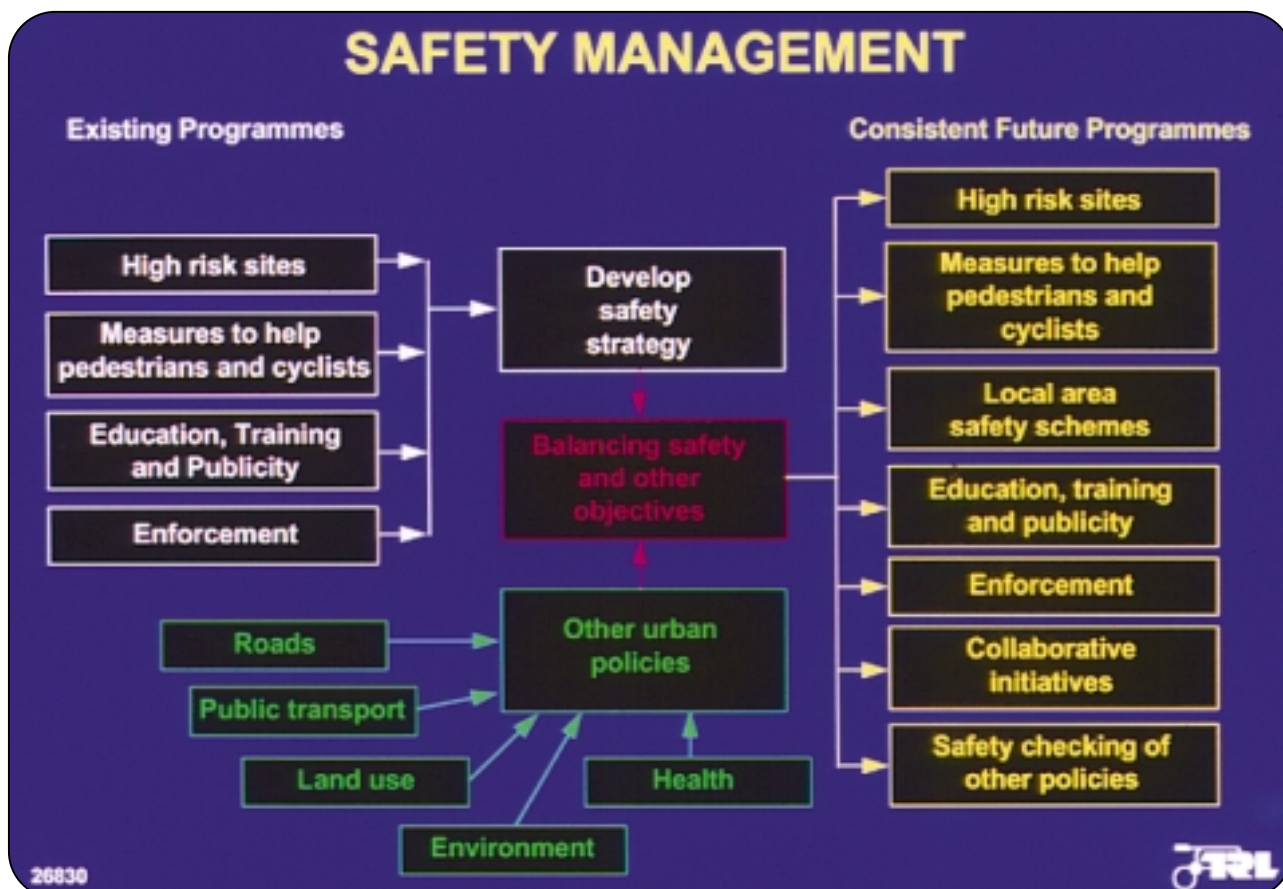 SAFETY MANAGEMENT
Existing Programmes
High risk sites
Measures to help
pedestrians and cyclists
Education, Training
and Publicity
Enforcement
Develop
safety
strategy
Balancing safety
and other
objectives
Other urban
policies
Roads
Public transport
Land use
Environment
Health
Consistent Future Programmes
High risk sites
Measures to help
pedestrians and
cyclists
Local area
safety schemes
Education, training
and publicity
Enforcement
Collaborative
initiatives
Safety checking of
other policies
26830
TRL